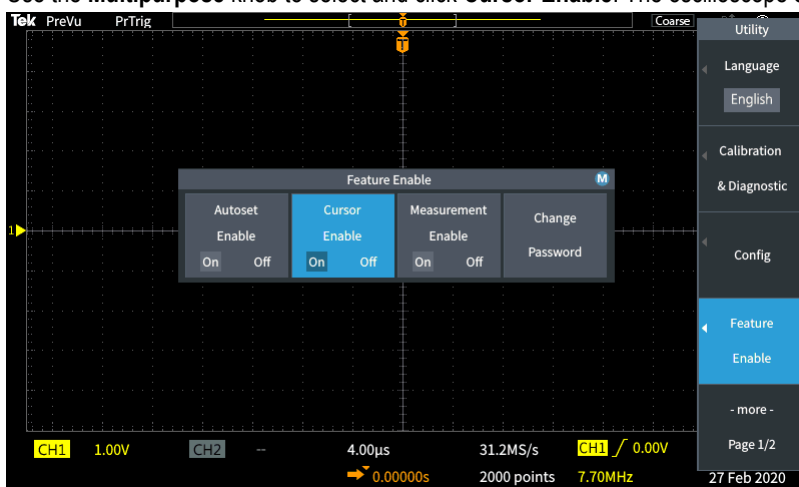 Use the Multipurpose knob to select and click Cursor Enable. The oscilloscope
Tek PreVu PrTrig
T
Coarse
T
Utility
Language
English
Calibration
& Diagnostic
Config
Feature
Enable
- more -
Page 1/2
Feature Enable M
Autoset
Enable
On Off
Cursor
Enable
On Off
Measurement
Enable
On Off
Change
Password
1
CH1 1.00V CH2 -- 4.00µs 31.2MS/s CH1 0.00V
0.00000s 2000 points 7.70MHz
27 Feb 2020